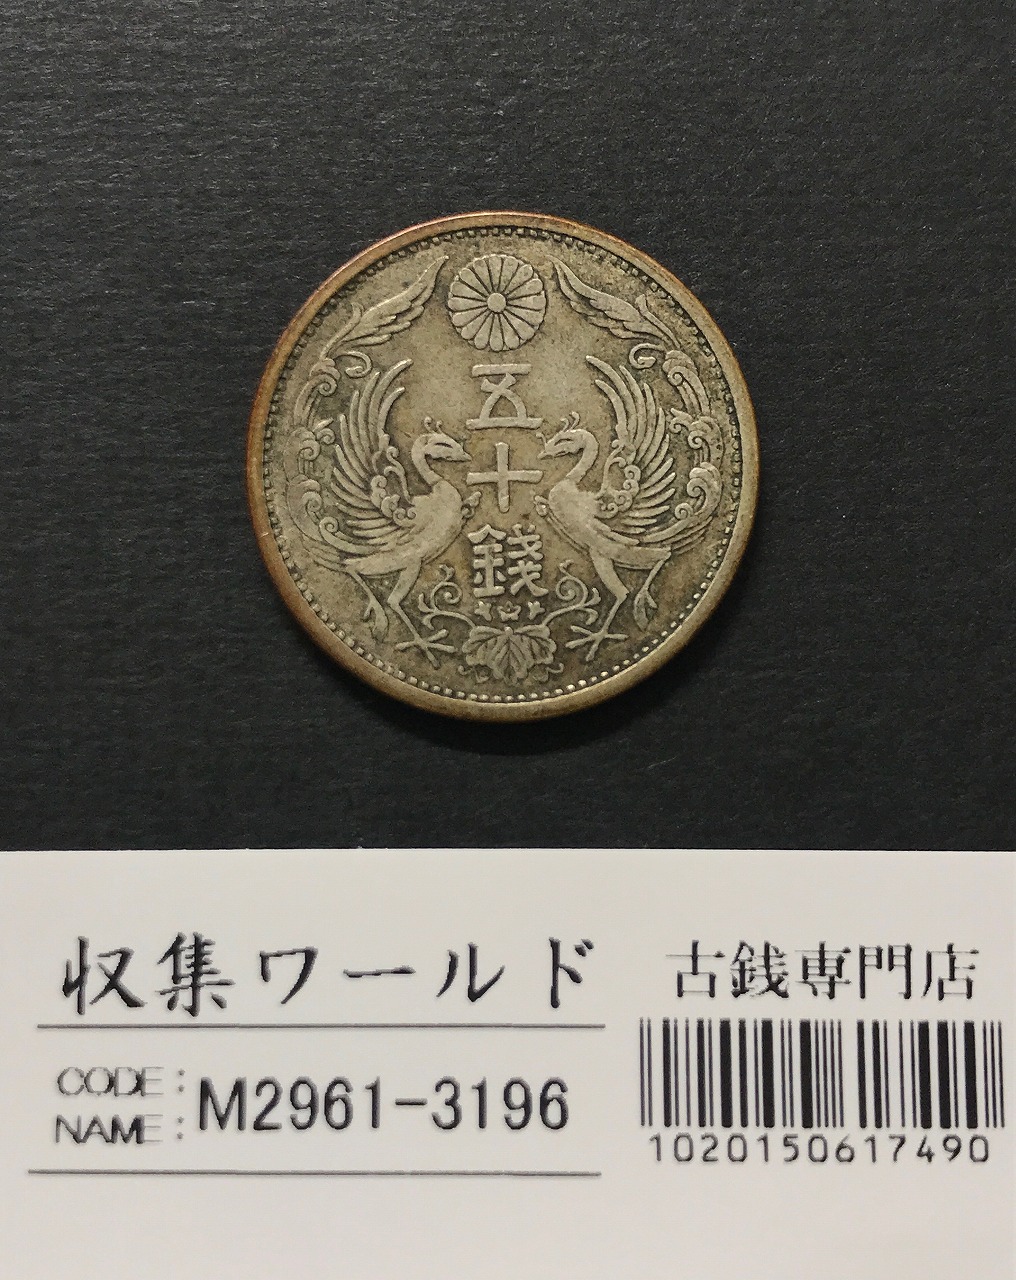 五
十
錢
収集ワールド
古銭専門店
CODE:
NAME:
M2961-3196
1020150617490